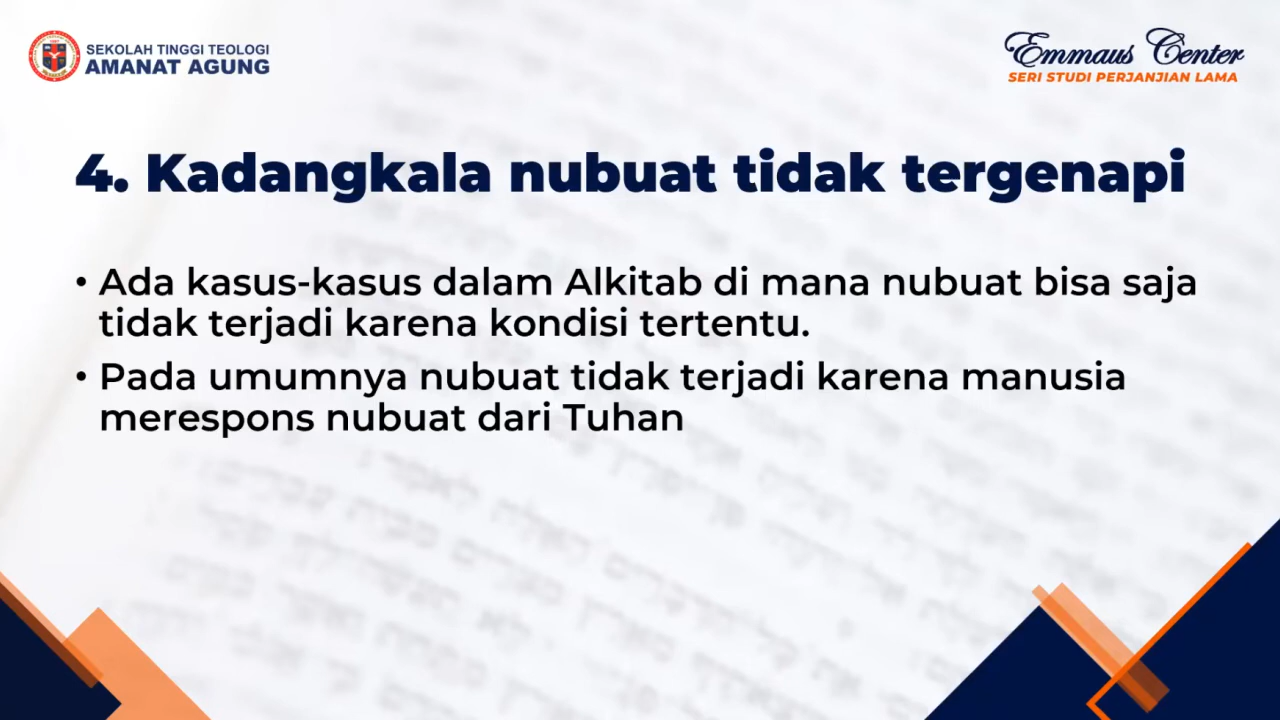 SEKOLAH TINGGI TEOLOGI
AMANAT AGUNG
Emmaus Center
SERI STUDI PERJANJIAN LAMA
4. Kadangkala nubuat tidak tergenapi
• Ada kasus-kasus dalam Alkitab di mana nubuat bisa saja
tidak terjadi karena kondisi tertentu.
• Pada umumnya nubuat tidak terjadi karena manusia
merespons nubuat dari Tuhan